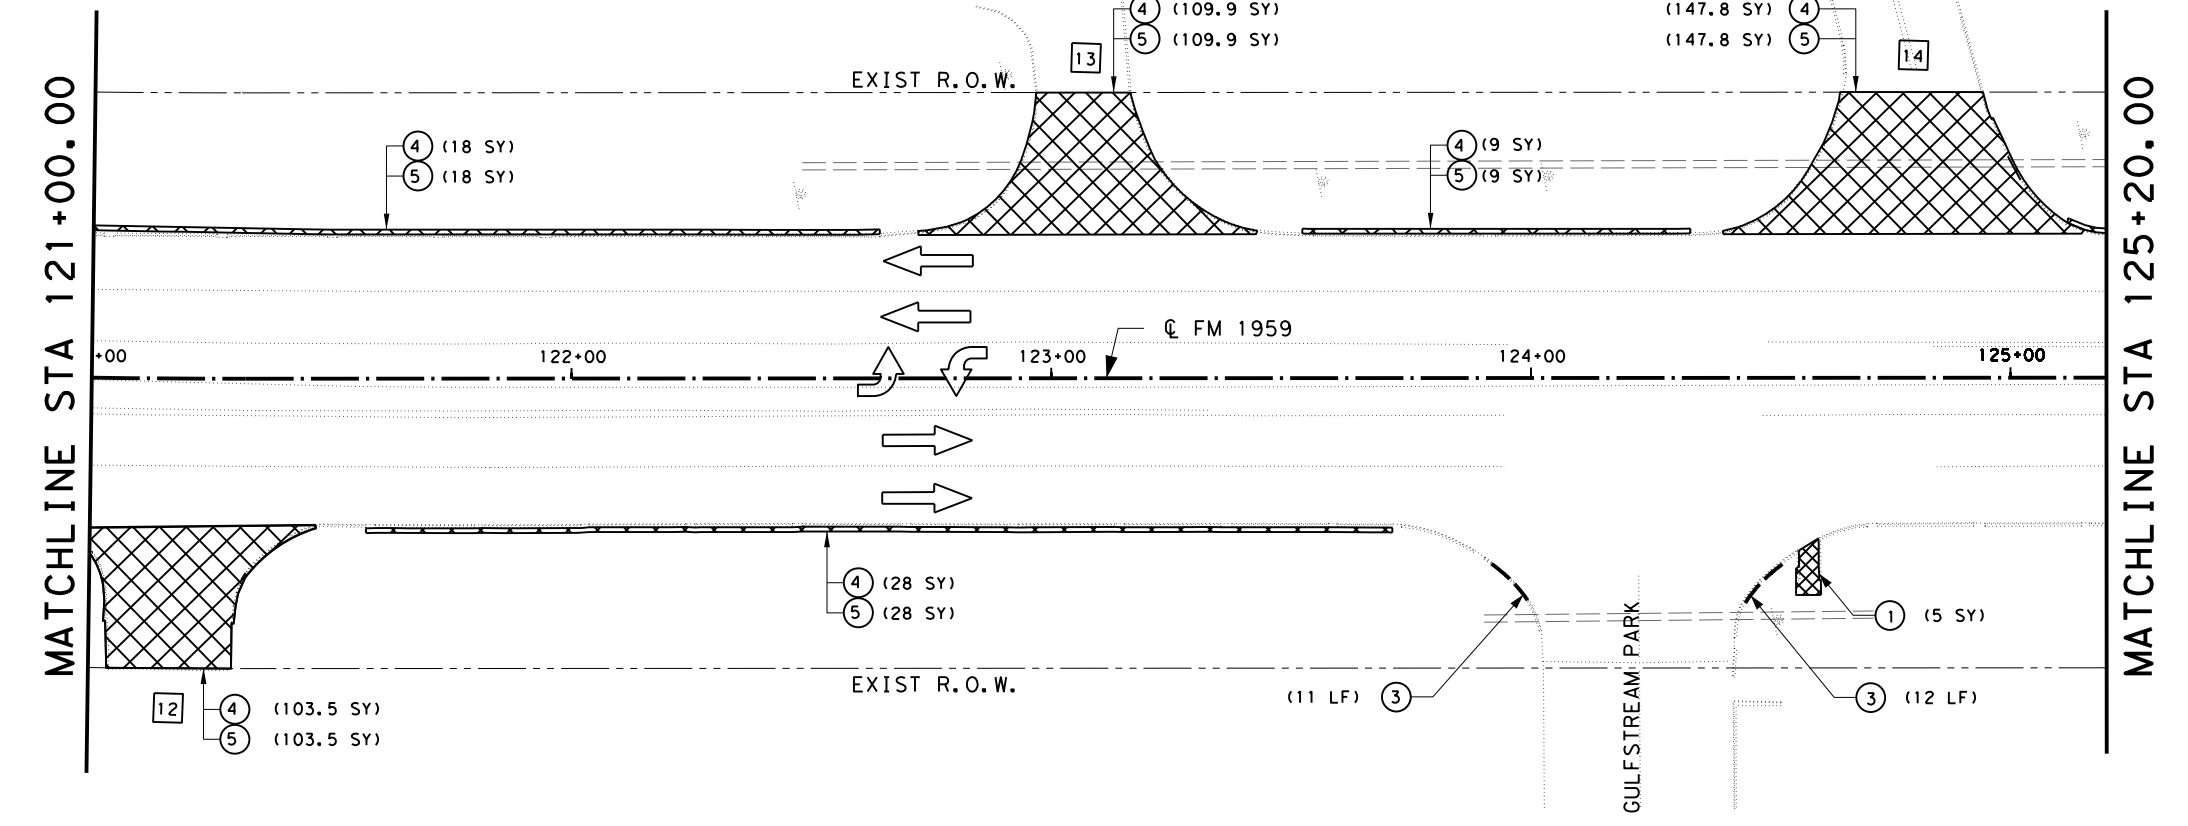 4 (109.9 SY)
5 (109.9 SY)
13
(147.8 SY) 4
(147.8 SY) 5
14
EXIST R.O.W.
4 (18 SY)
5 (18 SY)
4 (9 SY)
5 (9 SY)
MATCHLINE STA 121+00.00
MATCHLINE STA 125+20.00
℄ FM 1959
+00
122+00
123+00
124+00
125+00
4 (28 SY)
5 (28 SY)
1 (5 SY)
GULFSTREAM PARK
EXIST R.O.W.
(11 LF) 3
3 (12 LF)
12
4 (103.5 SY)
5 (103.5 SY)